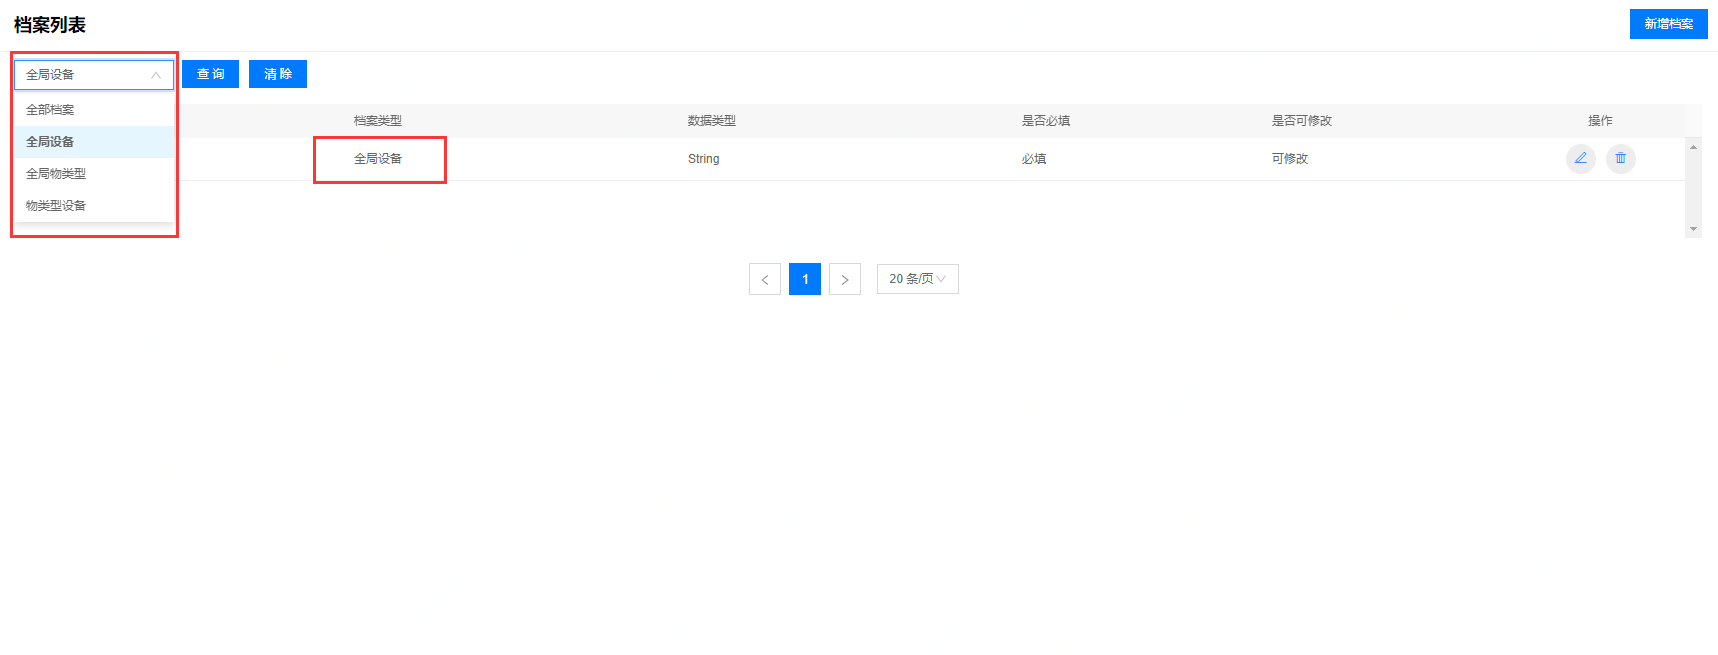 档案列表
新增档案
全局设备
查 询
清 除
全部档案
全局设备
全局物类型
物类型设备
档案类型
数据类型
是否必填
是否可修改
操作
全局设备
String
必填
可修改
1
20 条/页